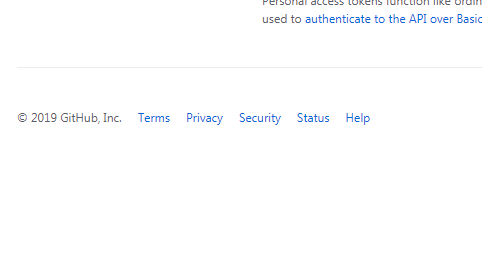 Personal access tokens function like ordin
used to authenticate to the API over Basic
© 2019 GitHub, Inc. Terms Privacy Security Status Help